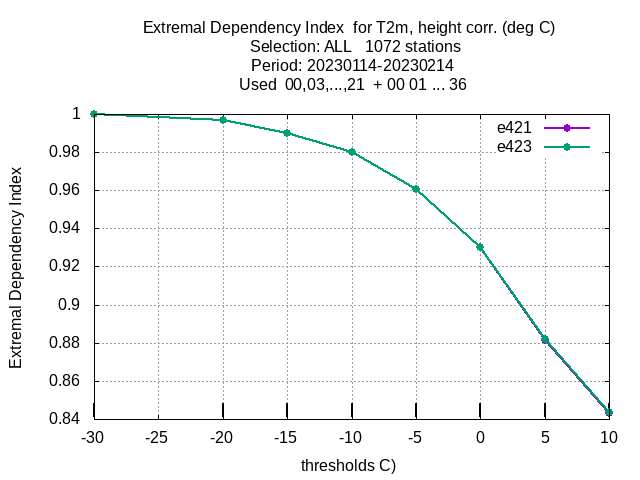 Extremal Dependency Index  for T2m, height corr. (deg C)
Selection: ALL   1072 stations
Period: 20230114-20230214
Used  00,03,...,21  + 00 01 ... 36
e421
e423
Extremal Dependency Index
1
0.98
0.96
0.94
0.92
0.9
0.88
0.86
0.84
-30 -25 -20 -15 -10 -5 0 5 10
thresholds C)